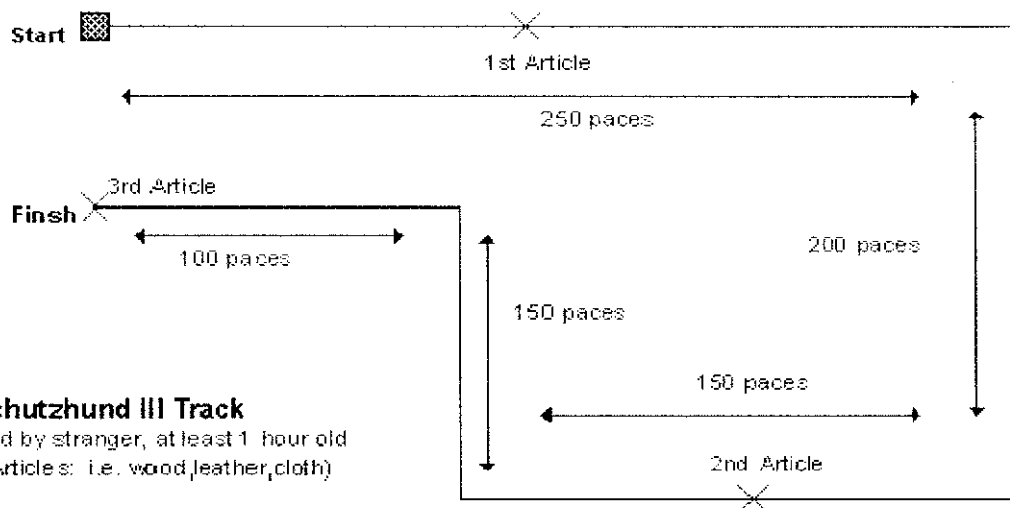 Start
1st Article
250 paces
3rd Article
Finsh
100 paces
200 paces
150 paces
150 paces
chutzhund III Track
d by stranger, at least 1 hour old
Articles: i.e. wood,leather,cloth)
2nd Article